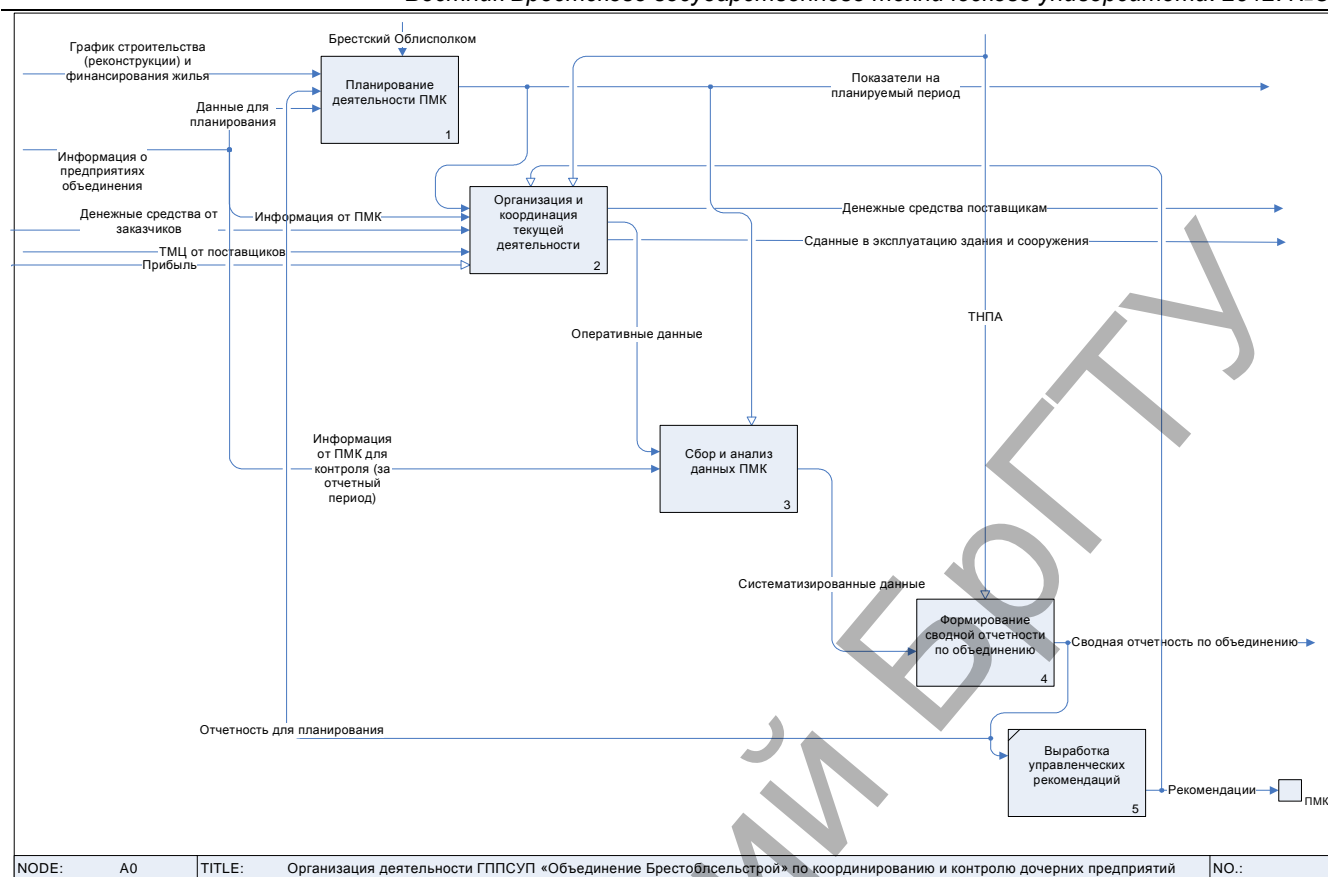 График строительства
(реконструкции) и
финансирования жилья
Брестский Облисполком
Планирование
деятельности ПМК
1
Показатели на
планируемый период
Данные для
планирования
Информация о
предприятиях
объединения
Денежные средства от
заказчиков
Информация от ПМК
ТМЦ от поставщиков
Прибыль
Организация и
координация
текущей
деятельности
2
Денежные средства поставщикам
Сданные в эксплуатацию здания и сооружения
ТНПА
Оперативные данные
Информация
от ПМК для
контроля (за
отчетный
период)
Сбор и анализ
данных ПМК
3
Систематизированные данные
Формирование
сводной отчетности
по объединению
4
Сводная отчетность по объединению
Отчетность для планирования
Выработка
управленческих
рекомендаций
5
Рекомендации
ПМК
NODE: A0 TITLE: Организация деятельности ГППСУП «Объединение Брестоблсельстрой» по координированию и контролю дочерних предприятий NO.:
БрГТУ